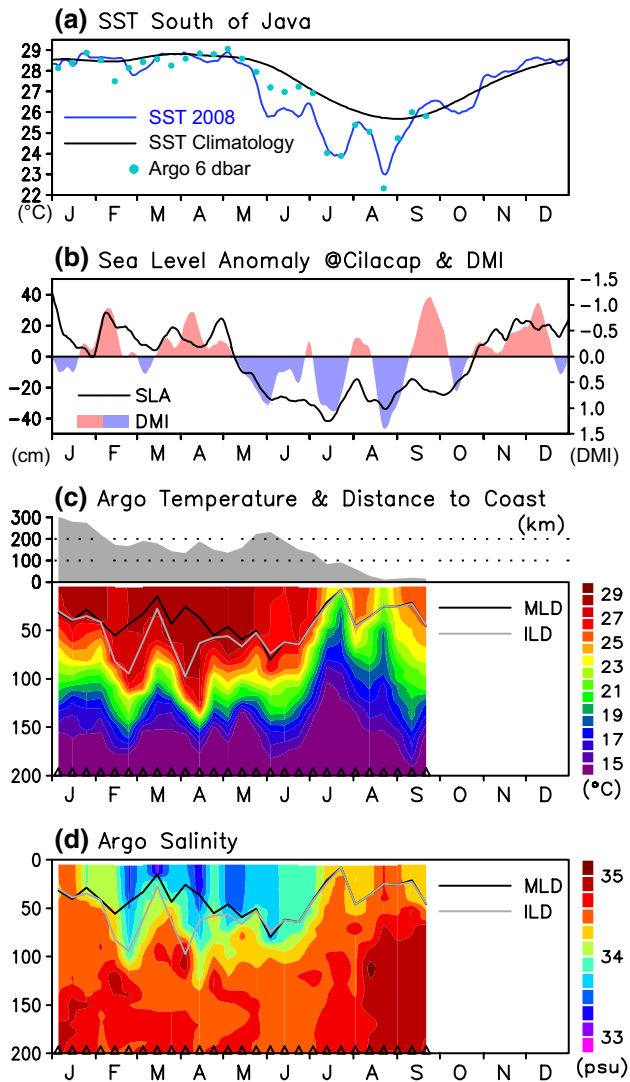 (a) SST South of Java
29
28
27
26
25
24
23
22
(°C)
SST 2008
SST Climatology
Argo 6 dbar
J F M A M J J A S O N D
(b) Sea Level Anomaly @Cilacap & DMI
40
20
0
−20
−40
(cm)
-1.5
-1.0
-0.5
0.0
0.5
1.0
1.5
(DMI)
SLA
DMI
J F M A M J J A S O N D
(c) Argo Temperature & Distance to Coast
(km)
300
200
100
0
50
100
150
200
MLD
ILD
29
27
25
23
21
19
17
15
(°C)
J F M A M J J A S O N D
(d) Argo Salinity
0
50
100
150
200
MLD
ILD
35
34
33
(psu)
J F M A M J J A S O N D